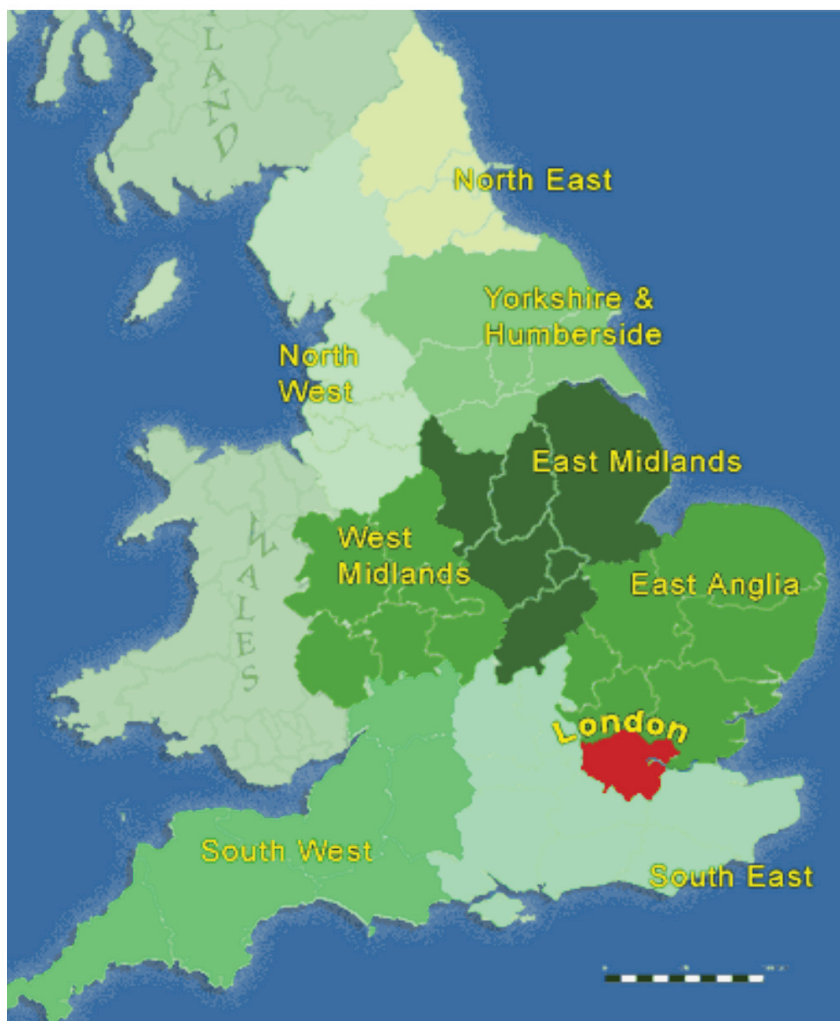 LAND
North East
Yorkshire &
Humberside
North
West
East Midlands
West
Midlands
WALES
East Anglia
London
South West
South East